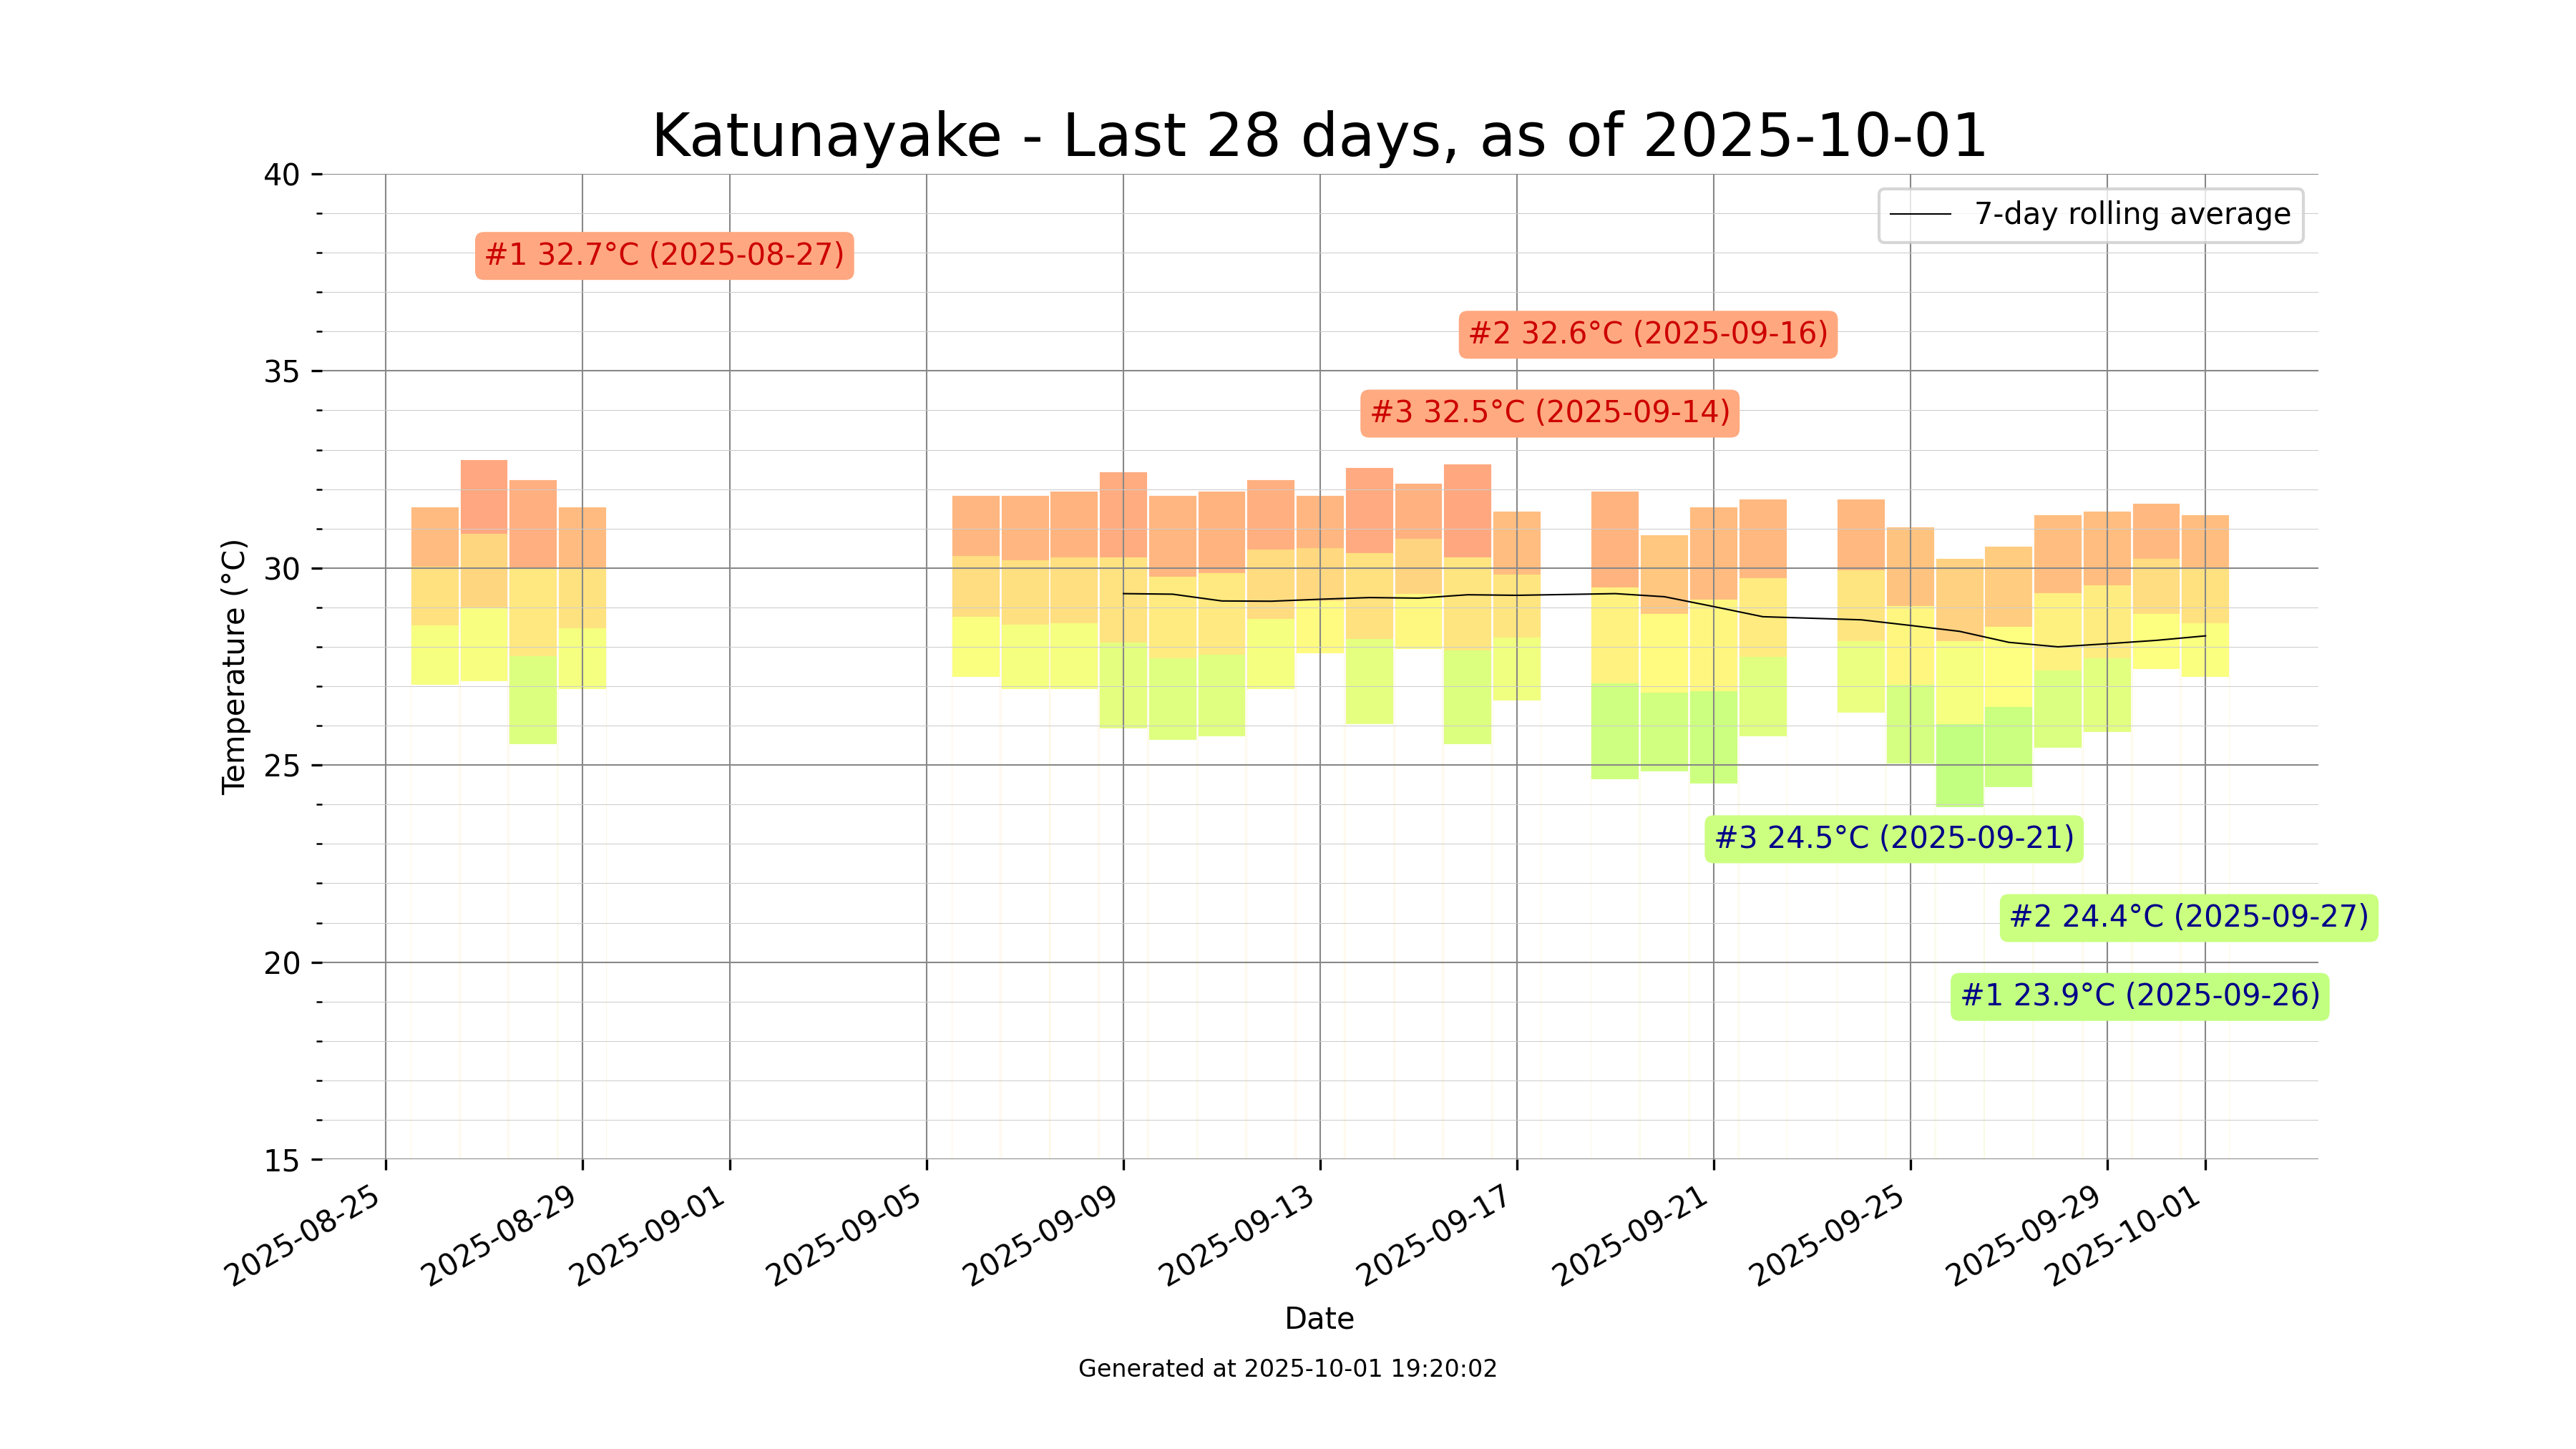 Katunayake - Last 28 days, as of 2025-10-01
40
7-day rolling average
#1 32.7°C (2025-08-27)
#2 32.6°C (2025-09-16)
35
#3 32.5°C (2025-09-14)
30
Temperature (°C)
25
#3 24.5°C (2025-09-21)
#2 24.4°C (2025-09-27)
20
#1 23.9°C (2025-09-26)
15
2025-08-25
2025-08-29
2025-09-01
2025-09-05
2025-09-09
2025-09-13
2025-09-17
2025-09-21
2025-09-25
2025-09-29
2025-10-01
Date
Generated at 2025-10-01 19:20:02